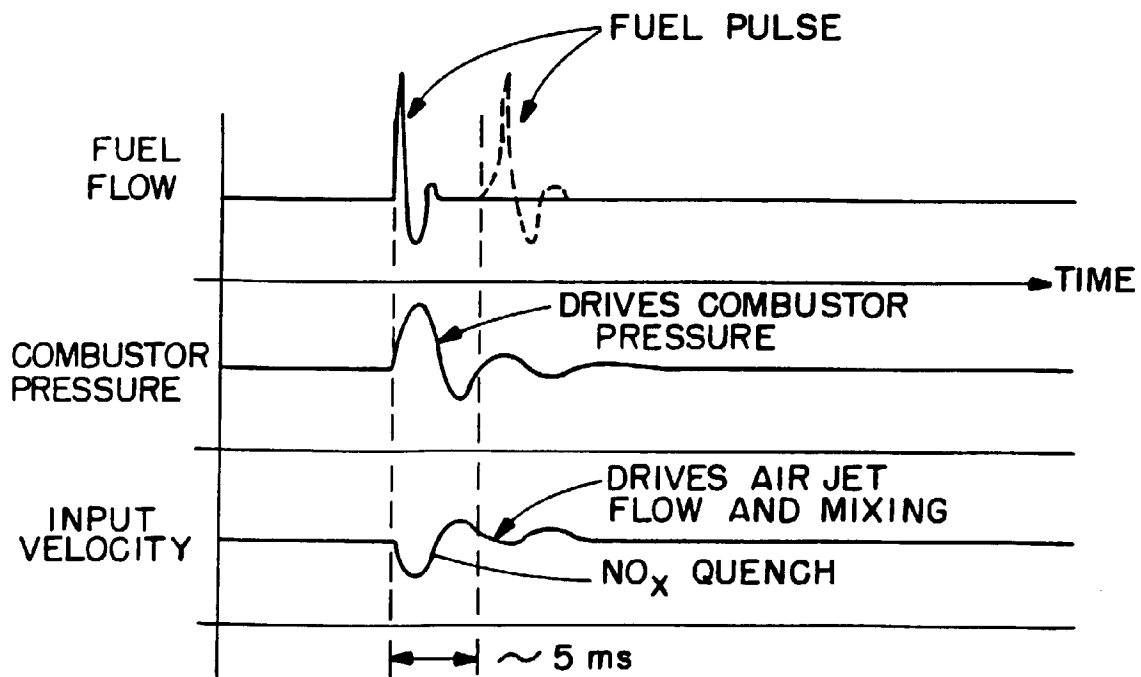 FUEL PULSE
FUEL
FLOW
TIME
DRIVES COMBUSTOR
PRESSURE
COMBUSTOR
PRESSURE
DRIVES AIR JET
FLOW AND MIXING
INPUT
VELOCITY
NOX QUENCH
~ 5 ms